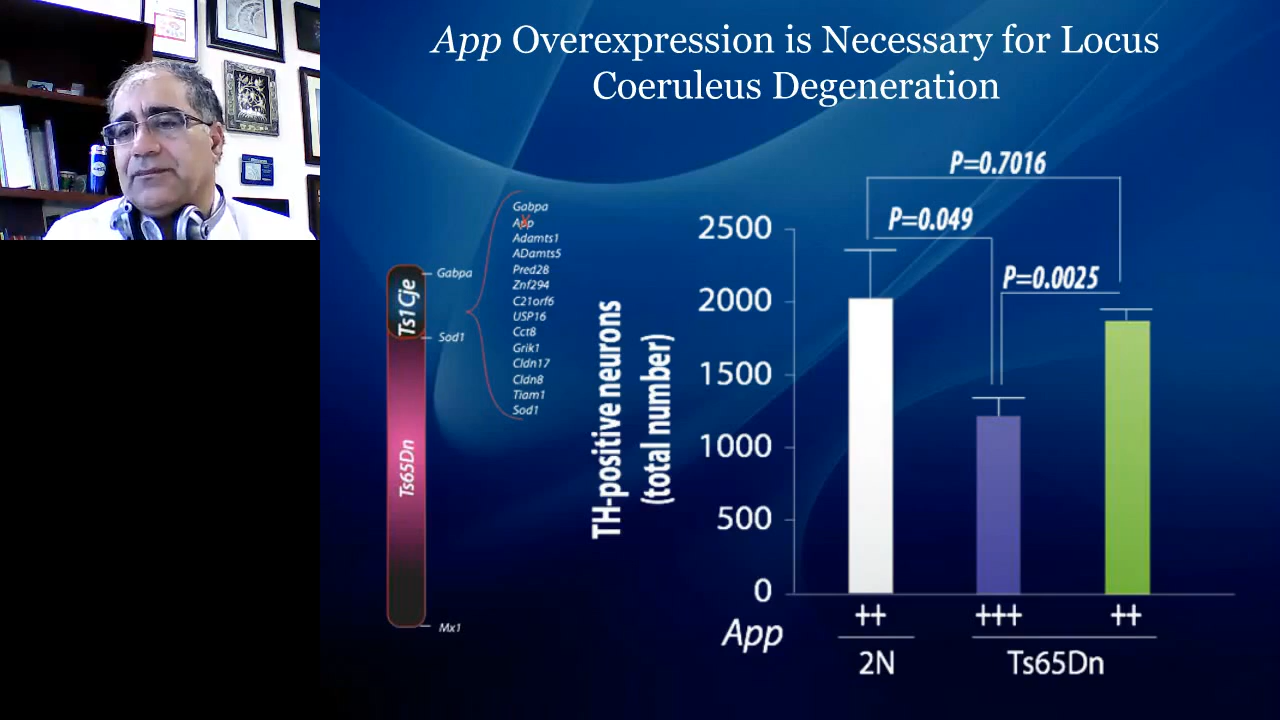 App Overexpression is Necessary for Locus
Coeruleus Degeneration
Gabpa
App
Adamts1
ADamts5
Pred28
Znf294
C21orf6
USP16
Cct8
Grik1
Cldn17
Cldn8
Tiam1
Sod1
Ts1Cje
Gabpa
Sod1
Ts65Dn
Mx1
TH-positive neurons
(total number)
2500
2000
1500
1000
500
0
P=0.7016
P=0.049
P=0.0025
App
++
+++
++
2N
Ts65Dn